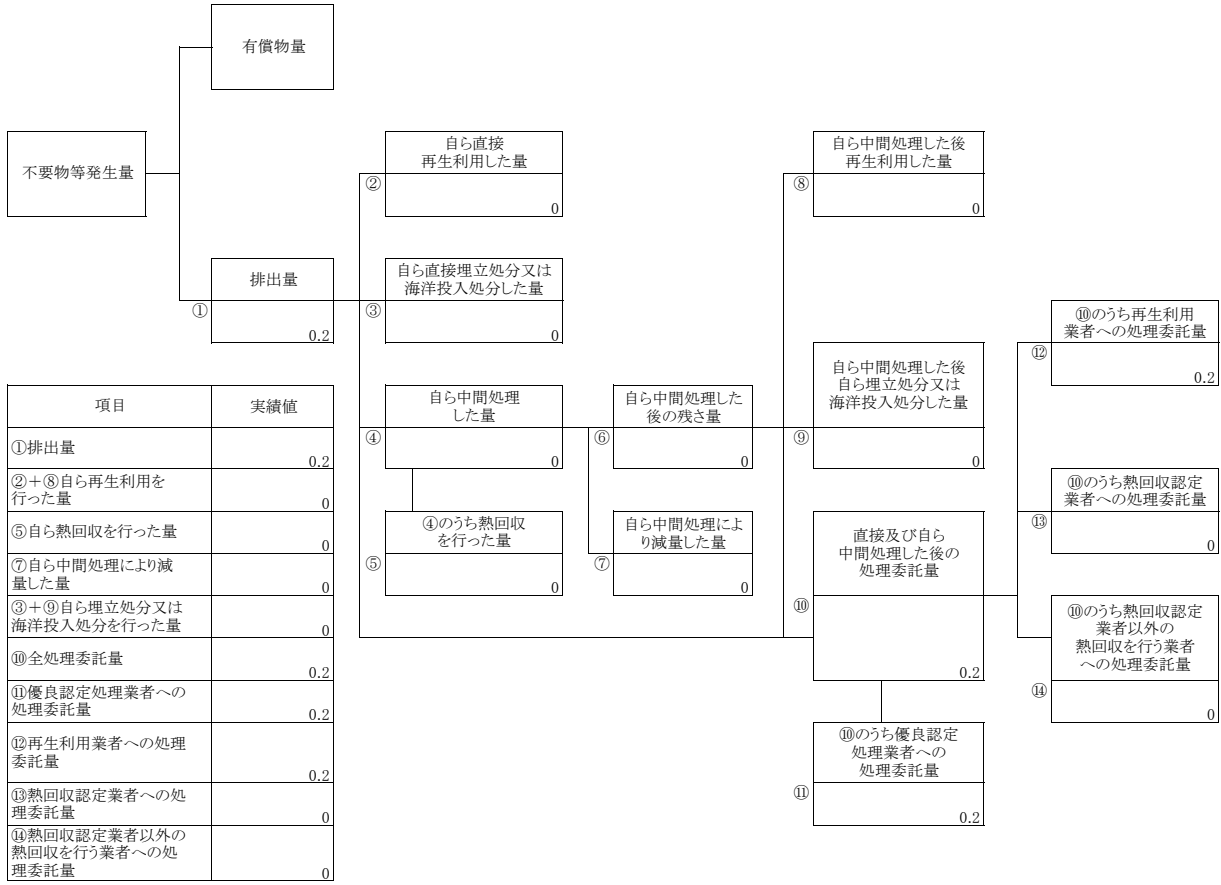 有償物量
不要物等発生量
自ら直接
再生利用した量
②
0
自ら中間処理した後
再生利用した量
⑧
0
排出量
①
0.2
自ら直接埋立処分又は
海洋投入処分した量
③
0
⑩のうち再生利用
業者への処理委託量
⑫
0.2
自ら中間処理
した量
④
0
自ら中間処理した
後の残さ量
⑥
0
自ら中間処理した後
自ら埋立処分又は
海洋投入処分した量
⑨
0
⑩のうち熱回収認定
業者への処理委託量
⑬
0
④のうち熱回収
を行った量
⑤
0
自ら中間処理によ
り減量した量
⑦
0
直接及び自ら
中間処理した後の
処理委託量
⑩
0.2
⑩のうち熱回収認定
業者以外の
熱回収を行う業者
への処理委託量
⑭
0
⑩のうち優良認定
処理業者への
処理委託量
⑪
0.2
項目 実績値
①排出量
0.2
②+⑧自ら再生利用を
行った量
0
⑤自ら熱回収を行った量
0
⑦自ら中間処理により減
量した量
0
③+⑨自ら埋立処分又は
海洋投入処分を行った量
0
⑩全処理委託量
0.2
⑪優良認定処理業者への
処理委託量
0.2
⑫再生利用業者への処理
委託量
0.2
⑬熱回収認定業者への処
理委託量
0
⑭熱回収認定業者以外の
熱回収を行う業者への処
理委託量
0